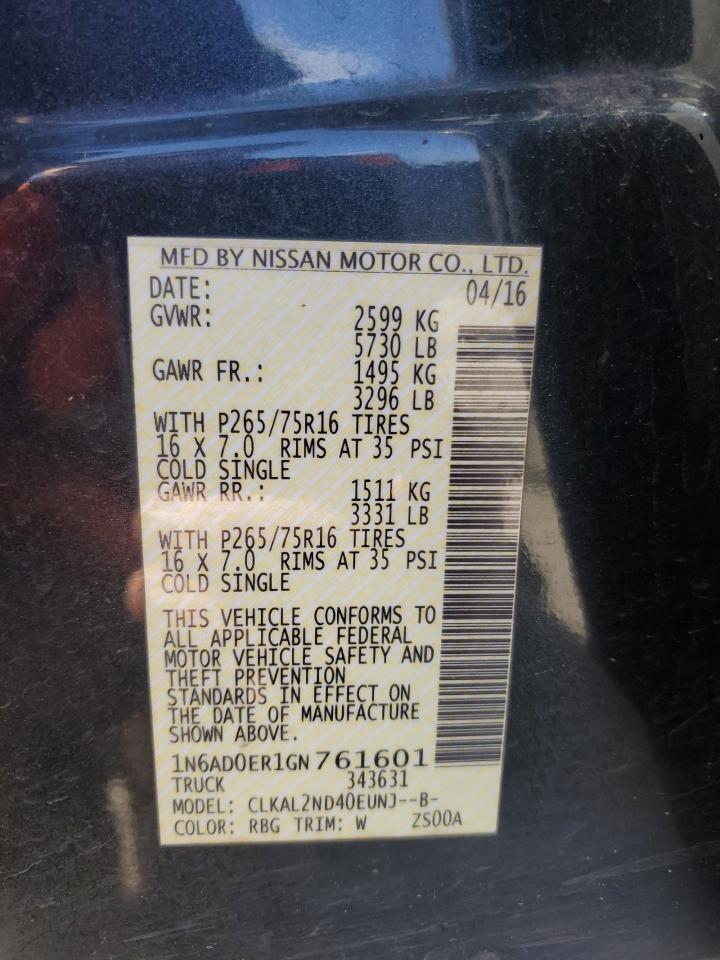 MFD BY NISSAN MOTOR CO., LTD.
DATE: 04/16
GVWR: 2599 KG
5730 LB
GAWR FR.: 1495 KG
3296 LB
WITH P265/75R16 TIRES
16 X 7.0 RIMS AT 35 PSI
COLD SINGLE
GAWR RR.: 1511 KG
3331 LB
WITH P265/75R16 TIRES
16 X 7.0 RIMS AT 35 PSI
COLD SINGLE
THIS VEHICLE CONFORMS TO
ALL APPLICABLE FEDERAL
MOTOR VEHICLE SAFETY AND
THEFT PREVENTION
STANDARDS IN EFFECT ON
THE DATE OF MANUFACTURE
SHOWN ABOVE.
1N6AD0ER1GN 761601
TRUCK 343631
MODEL: CLKAL2ND40EUNJ--B-
COLOR: RBG TRIM: W ZS00A